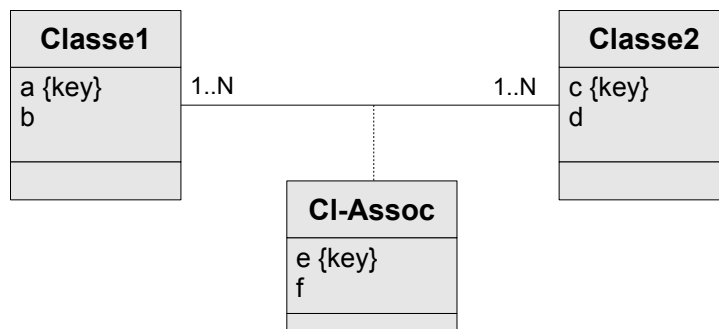 Classe1
a {key}
b
1..N
1..N
Classe2
c {key}
d
Cl-Assoc
e {key}
f